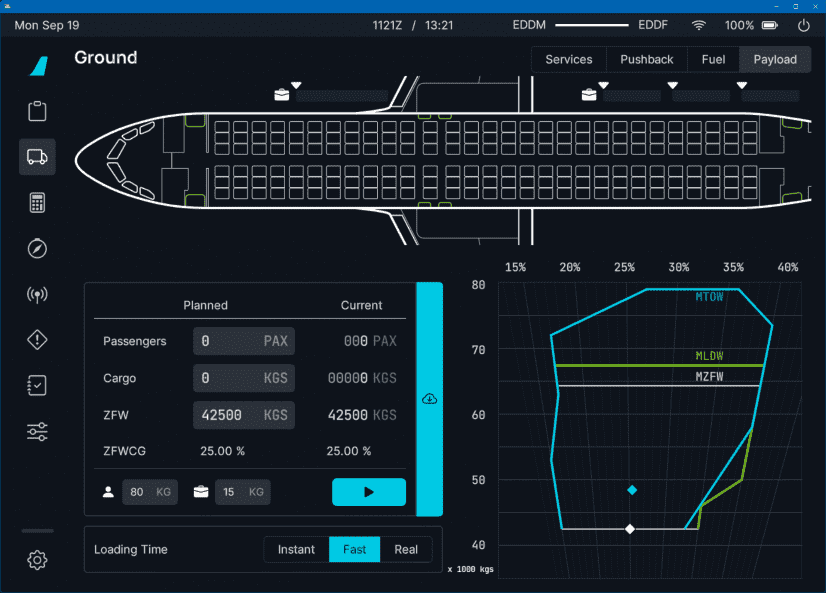 Mon Sep 19
1121Z / 13:21
EDDM EDDF
100%
Ground
Services Pushback Fuel Payload
Planned Current
Passengers 0 PAX 000 PAX
Cargo 0 KGS 00000 KGS
ZFW 42500 KGS 42500 KGS
ZFWCG 25.00 % 25.00 %
80 KG 15 KG
Loading Time Instant Fast Real
15% 20% 25% 30% 35% 40%
80
MTOW
70
MLDW
MZFW
60
50
40
x 1000 kgs